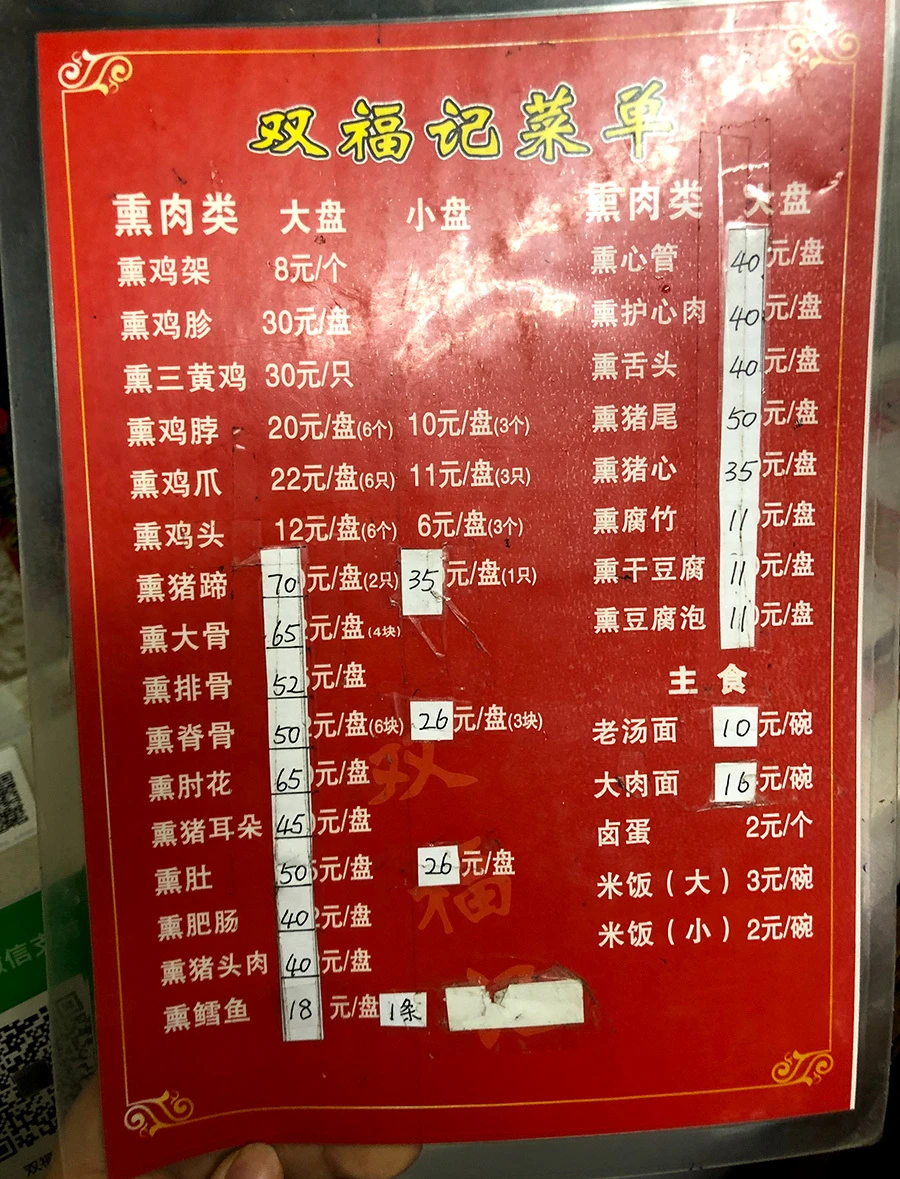 双福记菜单
熏肉类 大盘 小盘
熏鸡架 8元/个
熏鸡胗 30元/盘
熏三黄鸡 30元/只
熏鸡脖 20元/盘(6个) 10元/盘(3个)
熏鸡爪 22元/盘(6只) 11元/盘(3只)
熏鸡头 12元/盘(6个) 6元/盘(3个)
熏猪蹄 70元/盘(2只) 35元/盘(1只)
熏大骨 65元/盘(4块)
熏排骨 52元/盘
熏脊骨 50元/盘(6块) 26元/盘(3块)
熏肘花 65元/盘
熏猪耳朵 45元/盘
熏肚 50元/盘 26元/盘
熏肥肠 40元/盘
熏猪头肉 40元/盘
熏鳕鱼 18元/盘 1条
熏肉类 大盘
熏心管 40元/盘
熏护心肉 40元/盘
熏舌头 40元/盘
熏猪尾 50元/盘
熏猪心 35元/盘
熏腐竹 11元/盘
熏干豆腐 11元/盘
熏豆腐泡 11元/盘
主食
老汤面 10元/碗
大肉面 16元/碗
卤蛋 2元/个
米饭(大) 3元/碗
米饭(小) 2元/碗
双
福